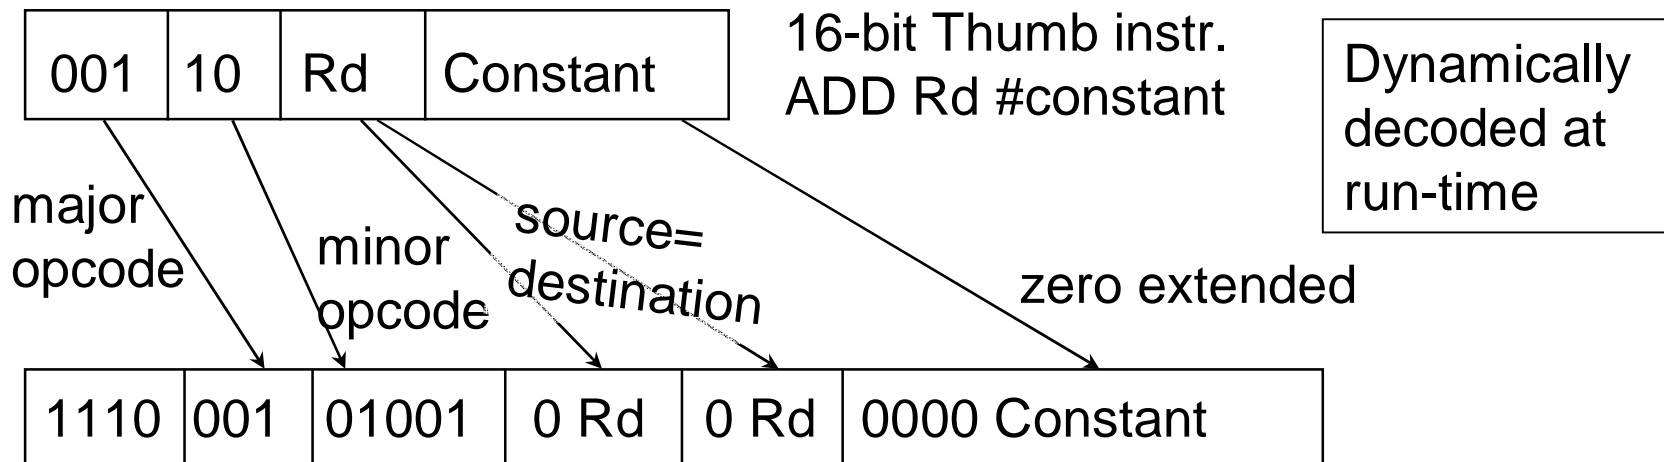 001 10 Rd Constant
16-bit Thumb instr.
ADD Rd #constant
Dynamically
decoded at
run-time
major
opcode
minor
opcode
source=
destination
zero extended
1110 001 01001 0 Rd 0 Rd 0000 Constant